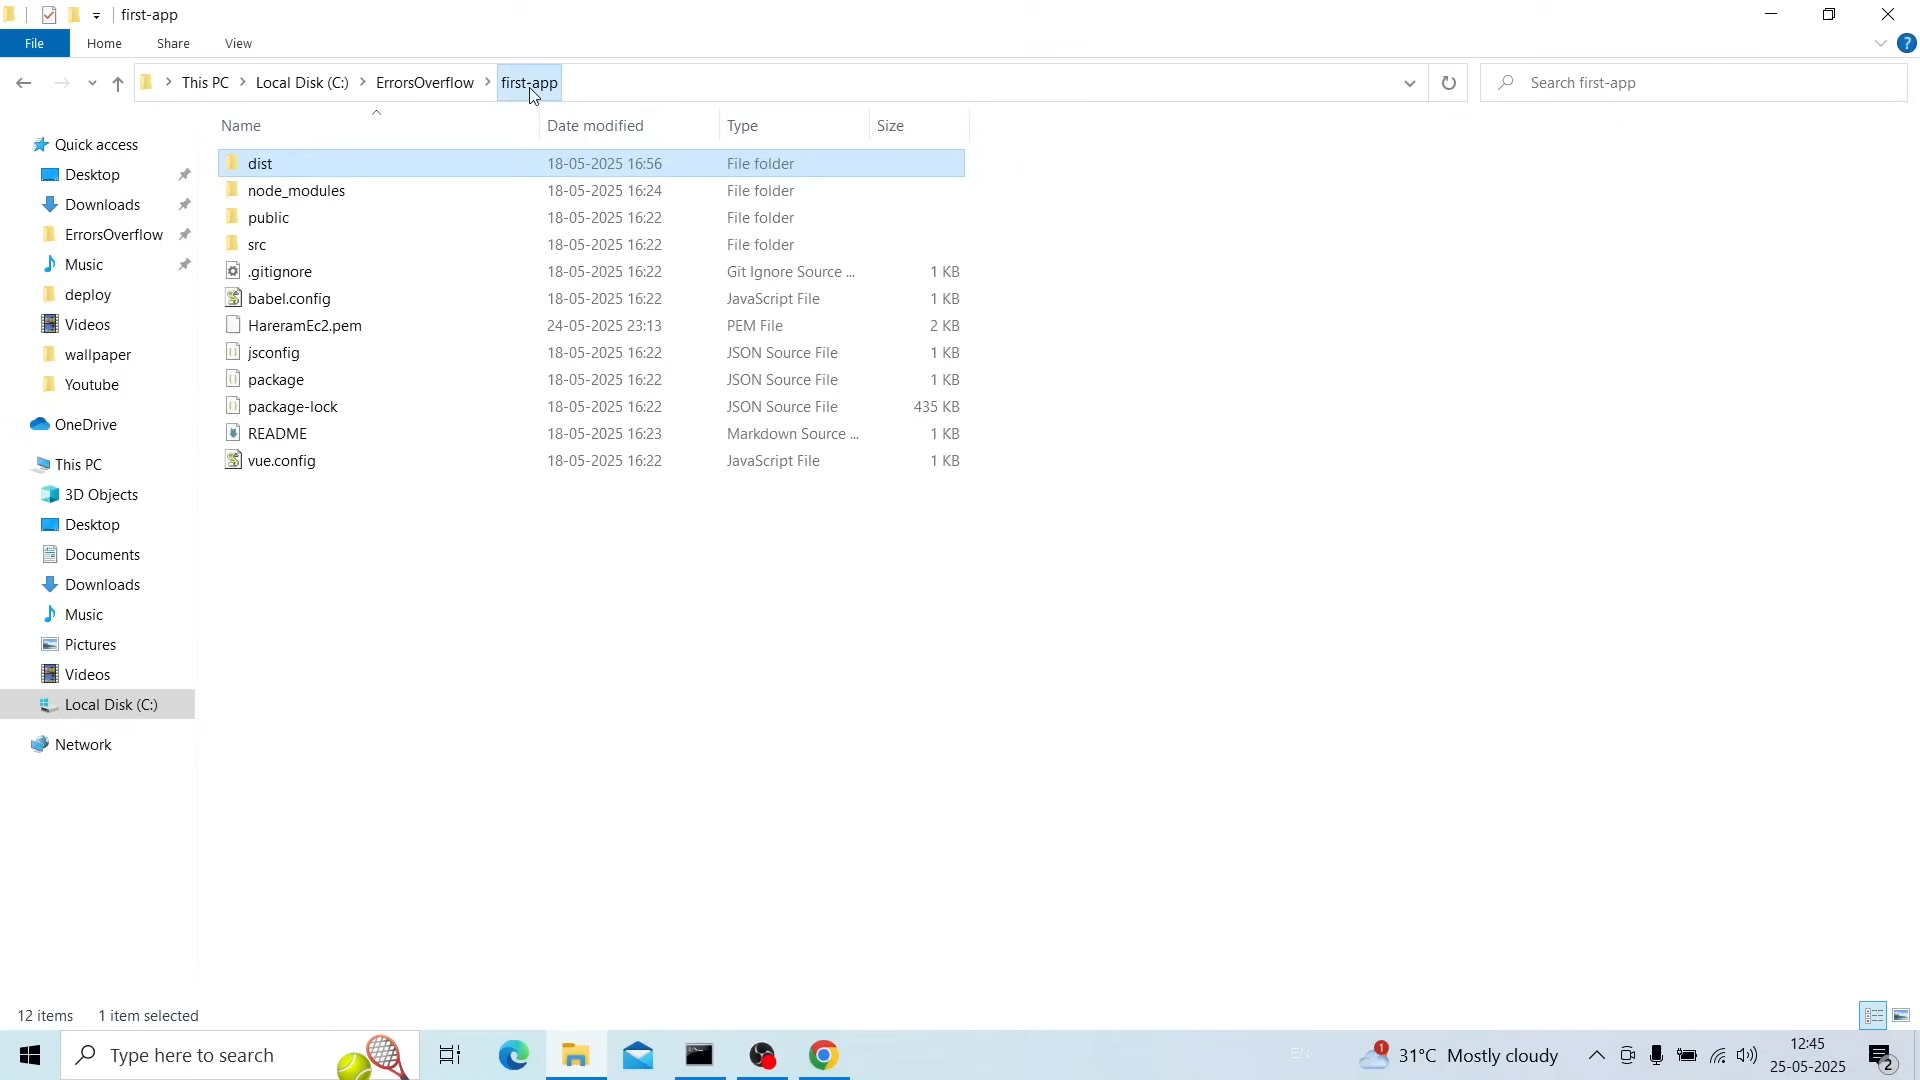 first-app
File Home Share View
This PC Local Disk (C:) ErrorsOverflow first-app Search first-app
Name Date modified Type Size
Quick access
Desktop
Downloads
ErrorsOverflow
Music
deploy
Videos
wallpaper
Youtube
OneDrive
This PC
3D Objects
Desktop
Documents
Downloads
Music
Pictures
Videos
Local Disk (C:)
Network
dist 18-05-2025 16:56 File folder
node_modules 18-05-2025 16:24 File folder
public 18-05-2025 16:22 File folder
src 18-05-2025 16:22 File folder
.gitignore 18-05-2025 16:22 Git Ignore Source ... 1 KB
babel.config 18-05-2025 16:22 JavaScript File 1 KB
HareramEc2.pem 24-05-2025 23:13 PEM File 2 KB
jsconfig 18-05-2025 16:22 JSON Source File 1 KB
package 18-05-2025 16:22 JSON Source File 1 KB
package-lock 18-05-2025 16:22 JSON Source File 435 KB
README 18-05-2025 16:23 Markdown Source ... 1 KB
vue.config 18-05-2025 16:22 JavaScript File 1 KB
12 items 1 item selected
Type here to search EN 1 31°C Mostly cloudy 12:45
25-05-2025 2